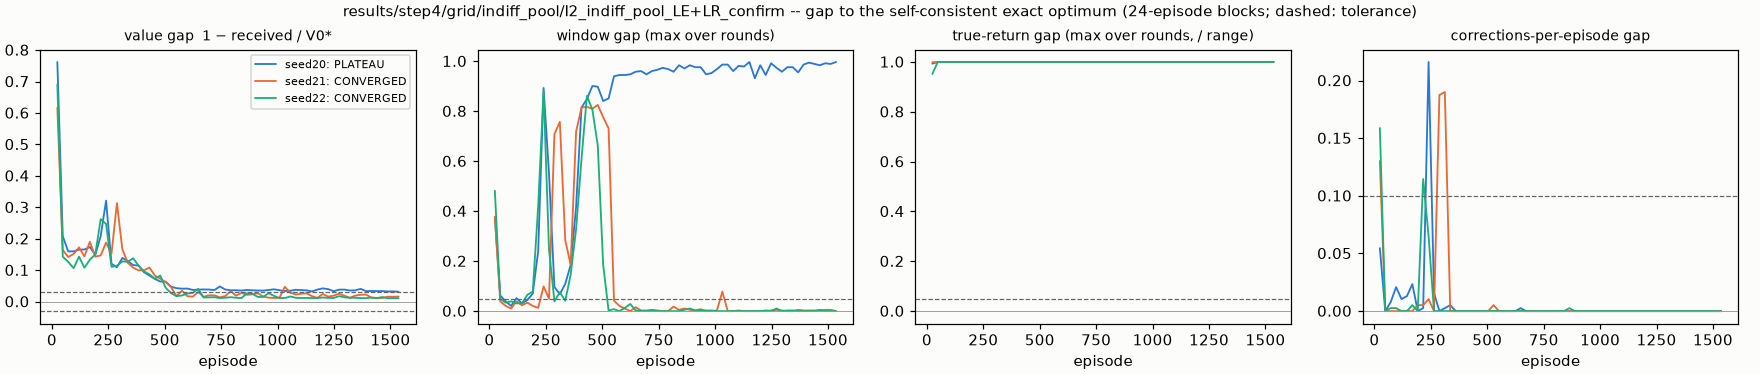 results/step4/grid/indiff_pool/I2_indiff_pool_LE+LR_confirm -- gap to the self-consistent exact optimum (24-episode blocks; dashed: tolerance)
value gap 1 − received / V0*
0.8
0.7
0.6
0.5
0.4
0.3
0.2
0.1
0.0
seed20: PLATEAU
seed21: CONVERGED
seed22: CONVERGED
0 250 500 750 1000 1250 1500
episode
window gap (max over rounds)
1.0
0.8
0.6
0.4
0.2
0.0
0 250 500 750 1000 1250 1500
episode
true-return gap (max over rounds, / range)
1.0
0.8
0.6
0.4
0.2
0.0
0 250 500 750 1000 1250 1500
episode
corrections-per-episode gap
0.20
0.15
0.10
0.05
0.00
0 250 500 750 1000 1250 1500
episode